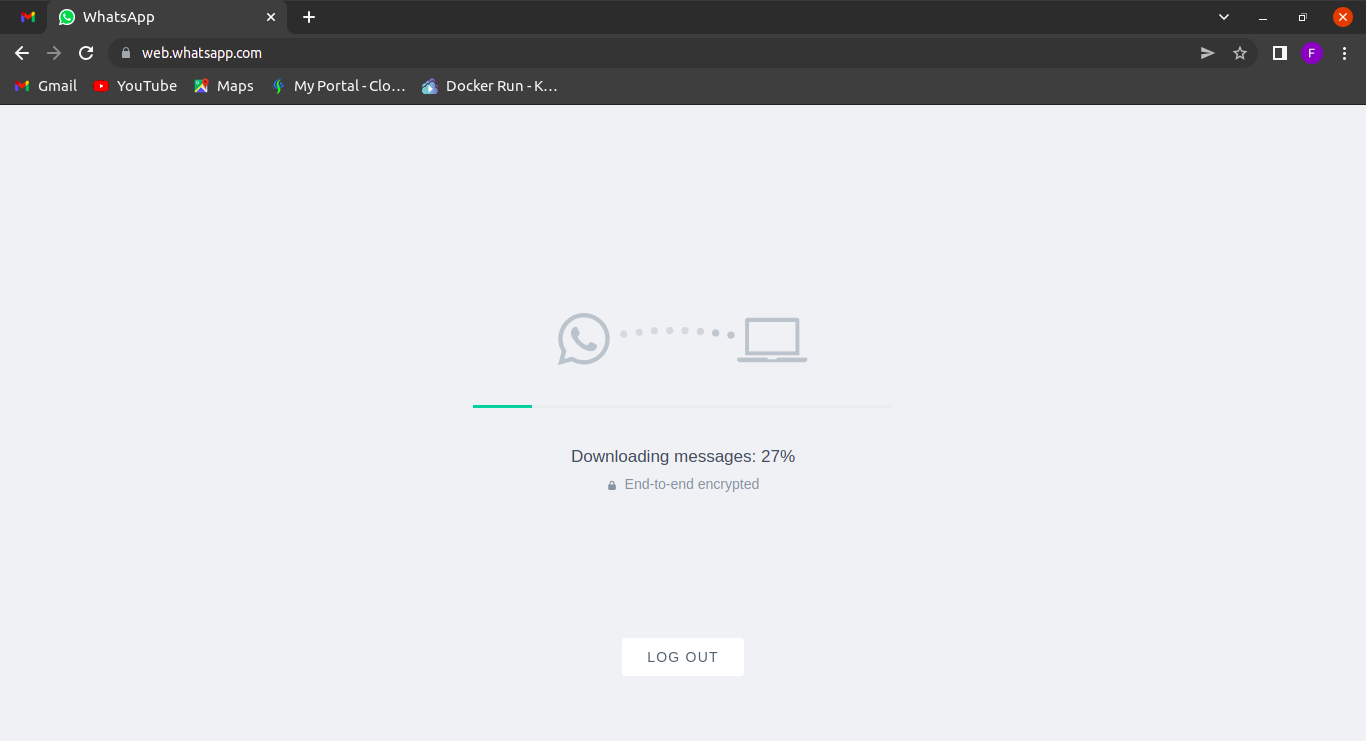 WhatsApp
web.whatsapp.com
F
Gmail YouTube Maps My Portal - Clo... Docker Run - K...
Downloading messages: 27%
End-to-end encrypted
LOG OUT